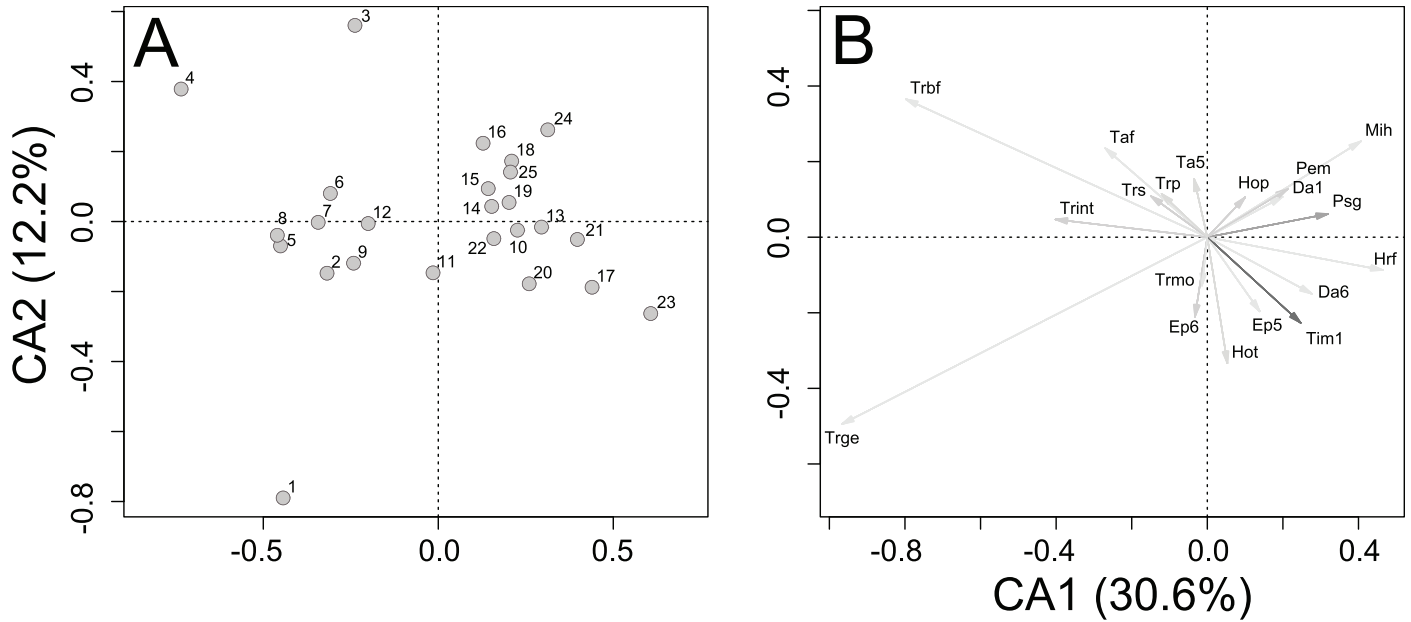 A
CA2 (12.2%)
0.4
0.0
-0.4
-0.8
-0.5
0.0
0.5
3
4
24
16
18
25
6
15
19
7
14
12
13
8
5
22
10
21
9
2
11
20
17
23
1
B
0.4
0.0
-0.4
-0.8
-0.4
0.0
0.4
CA1 (30.6%)
Trbf
Mih
Taf
Ta5
Pem
Trp
Hop
Da1
Trs
Psg
Trint
Hrf
Trmo
Da6
Ep6
Ep5
Tim1
Hot
Trge